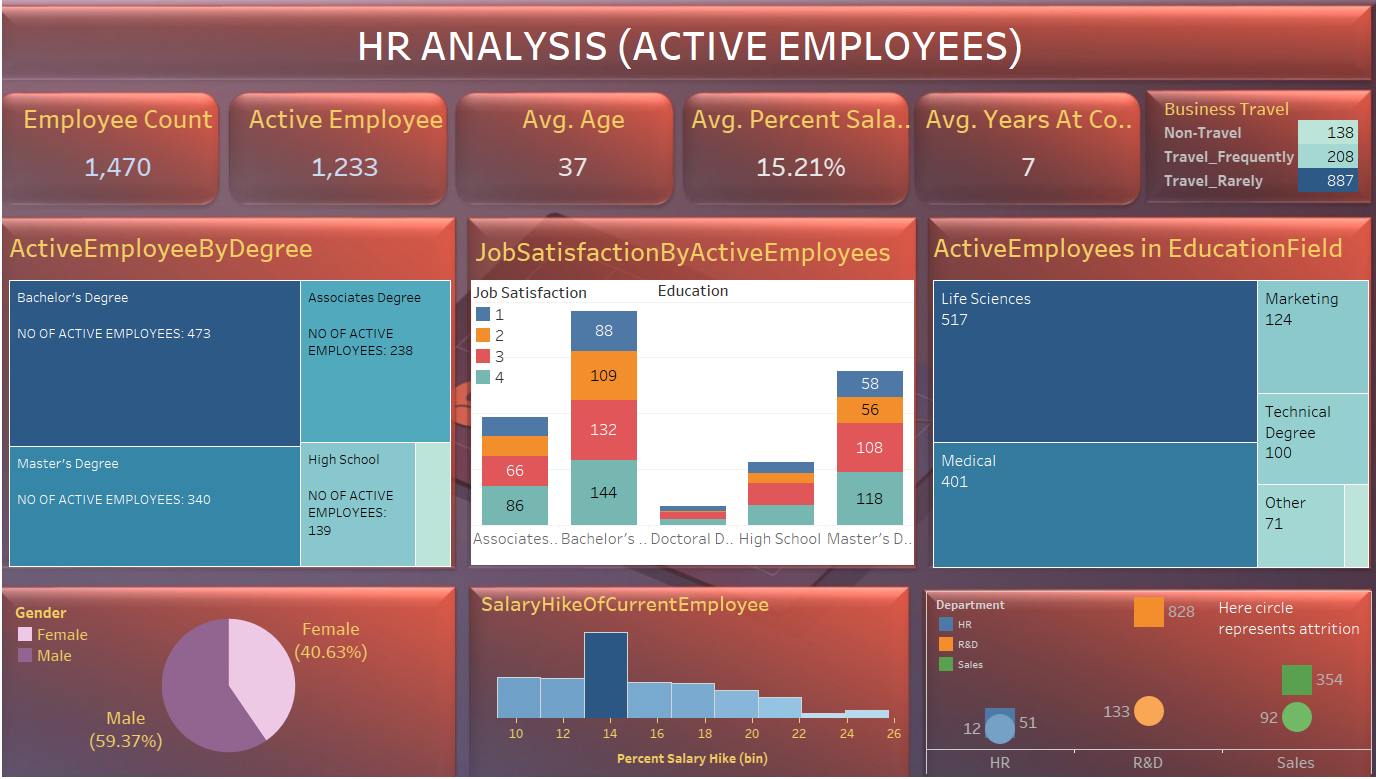 HR ANALYSIS (ACTIVE EMPLOYEES)
Employee Count
1,470
Active Employee
1,233
Avg. Age
37
Avg. Percent Sala..
15.21%
Avg. Years At Co..
7
Business Travel
Non-Travel 138
Travel_Frequently 208
Travel_Rarely 887
ActiveEmployeeByDegree
Bachelor's Degree
NO OF ACTIVE EMPLOYEES: 473
Associates Degree
NO OF ACTIVE
EMPLOYEES: 238
Master's Degree
NO OF ACTIVE EMPLOYEES: 340
High School
NO OF ACTIVE
EMPLOYEES:
139
JobSatisfactionByActiveEmployees
Job Satisfaction
Education
1
2
3
4
66
86
88
109
132
144
58
56
108
118
Associates.. Bachelor's .. Doctoral D.. High School Master's D..
ActiveEmployees in EducationField
Life Sciences
517
Medical
401
Marketing
124
Technical
Degree
100
Other
71
Gender
Female
Male
Female
(40.63%)
Male
(59.37%)
SalaryHikeOfCurrentEmployee
10 12 14 16 18 20 22 24 26
Percent Salary Hike (bin)
Department
HR
R&D
Sales
Here circle
represents attrition
828
354
133
92
12
51
HR R&D Sales